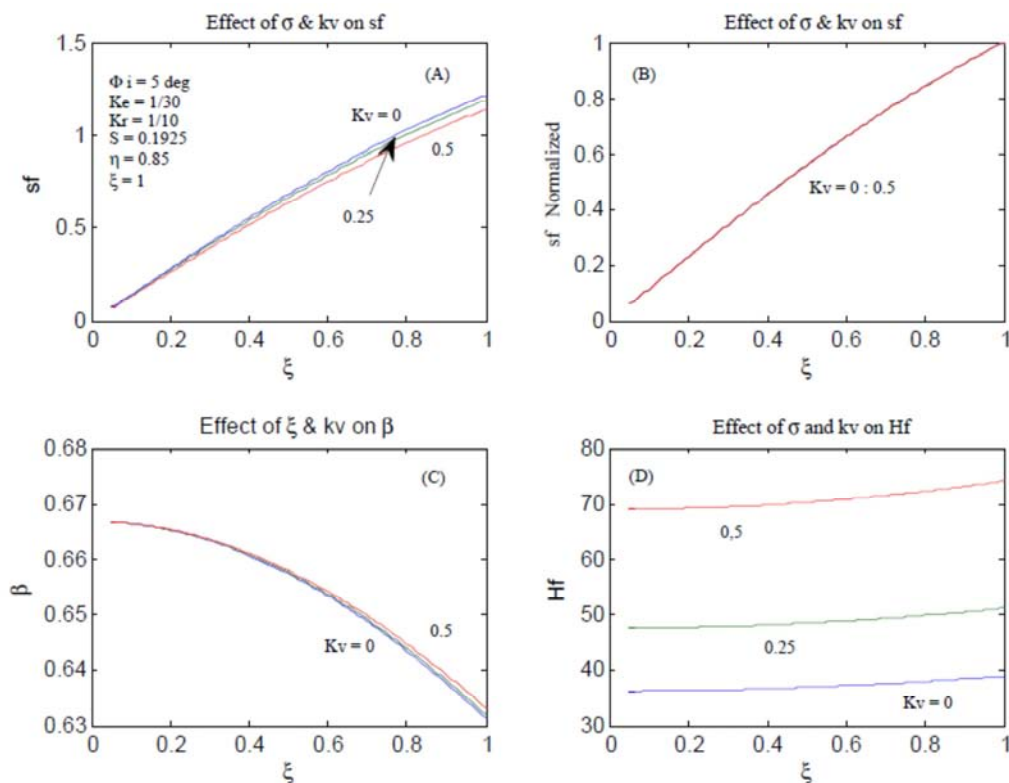 Effect of σ & kv on sf
1.5
1
0.5
0
0 0.2 0.4 0.6 0.8 1
sf
ξ
(A)
Φ i = 5 deg
Ke = 1/30
Kr = 1/10
S = 0.1925
η = 0.85
ξ = 1
Kv = 0
0.5
0.25
Effect of σ & kv on sf
1
0.8
0.6
0.4
0.2
0
0 0.2 0.4 0.6 0.8 1
sf Normalized
ξ
(B)
Kv = 0 : 0.5
Effect of ξ & kv on β
0.68
0.67
0.66
0.65
0.64
0.63
0 0.2 0.4 0.6 0.8 1
β
ξ
(C)
0.5
Kv = 0
Effect of σ and kv on Hf
80
70
60
50
40
30
0 0.2 0.4 0.6 0.8 1
Hf
ξ
(D)
0,5
0.25
Kv = 0